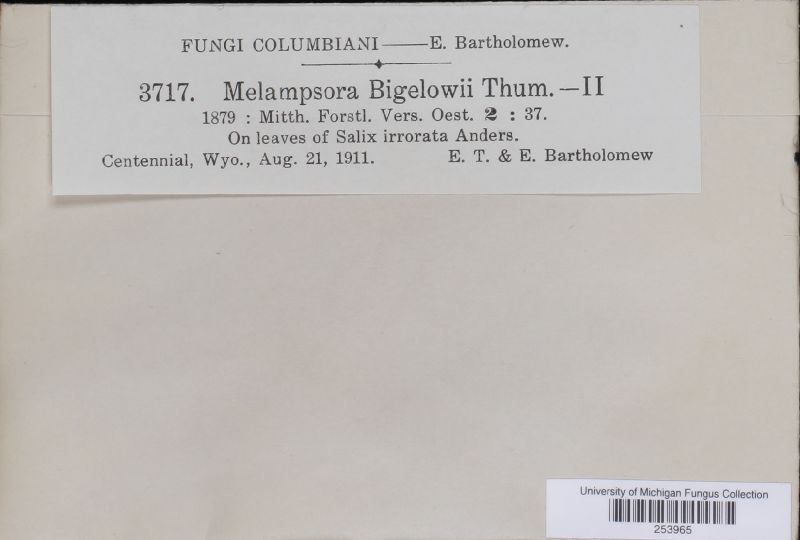 FUNGI COLUMBIANI——E. Bartholomew.
3717. Melampsora Bigelowii Thum.—II
1879 : Mitth. Forstl. Vers. Oest. 2 : 37.
On leaves of Salix irrorata Anders.
Centennial, Wyo., Aug. 21, 1911. E. T. & E. Bartholomew
University of Michigan Fungus Collection
253965